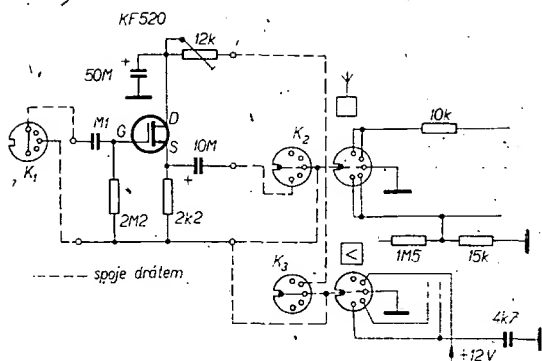 KF520
12k
+
50M
D
M1
G
S
10M
K1
2M2
2k2
K2
10k
K3
<
1M5
15k
4k7
+12V
---- spoje drátem